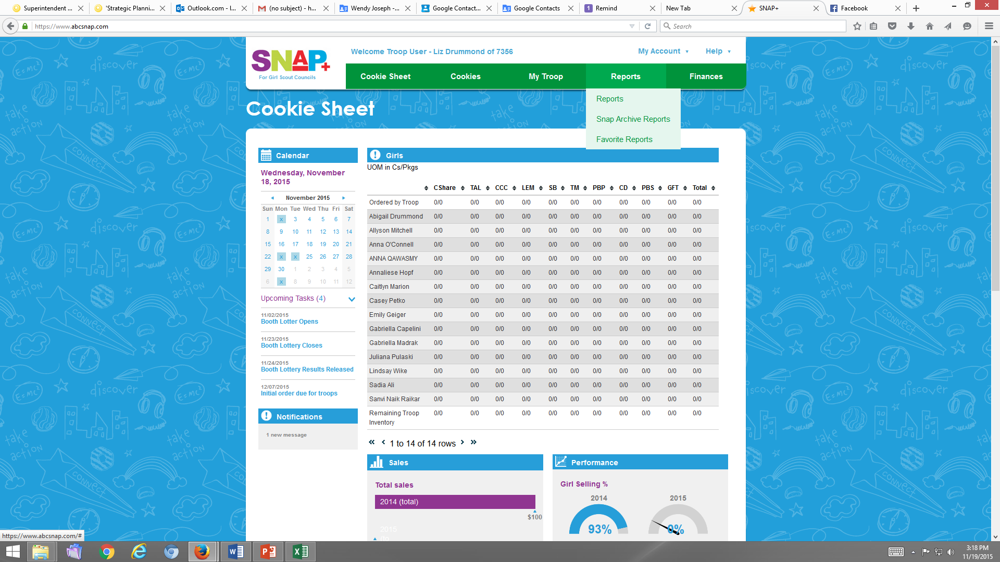 Superintendent ...
'Strategic Planni...
Outlook.com - l...
(no subject) - h...
Wendy Joseph -...
Google Contact...
Google Contacts
Remind
New Tab
SNAP+
Facebook
https://www.abcsnap.com
Search
SNAP+
For Girl Scout Councils
Welcome Troop User - Liz Drummond of 7356
My Account
Help
Cookie Sheet
Cookies
My Troop
Reports
Finances
Reports
Snap Archive Reports
Favorite Reports
Cookie Sheet
Calendar
Wednesday, November
18, 2015
November 2015
Sun Mon Tue Wed Thu Fri Sat
1 x 3 4 5 6 7
8 9 10 11 12 13 14
15 16 17 18 19 20 21
22 x x 25 26 27 28
29 30 1 2 3 4 5
6 x 8 9 10 11 12
Upcoming Tasks (4)
11/02/2015
Booth Lotter Opens
11/23/2015
Booth Lottery Closes
11/24/2015
Booth Lottery Results Released
12/07/2015
Initial order due for troops
Notifications
1 new message
Girls
UOM in Cs/Pkgs
CShare TAL CCC LEM SB TM PBP CD PBS GFT Total
Ordered by Troop 0/0 0/0 0/0 0/0 0/0 0/0 0/0 0/0 0/0 0/0 0/0
Abigail Drummond 0/0 0/0 0/0 0/0 0/0 0/0 0/0 0/0 0/0 0/0 0/0
Allyson Mitchell 0/0 0/0 0/0 0/0 0/0 0/0 0/0 0/0 0/0 0/0 0/0
Anna O'Connell 0/0 0/0 0/0 0/0 0/0 0/0 0/0 0/0 0/0 0/0 0/0
ANNA QAWASMY 0/0 0/0 0/0 0/0 0/0 0/0 0/0 0/0 0/0 0/0 0/0
Annaliese Hopf 0/0 0/0 0/0 0/0 0/0 0/0 0/0 0/0 0/0 0/0 0/0
Caitlyn Marion 0/0 0/0 0/0 0/0 0/0 0/0 0/0 0/0 0/0 0/0 0/0
Casey Petko 0/0 0/0 0/0 0/0 0/0 0/0 0/0 0/0 0/0 0/0 0/0
Emily Geiger 0/0 0/0 0/0 0/0 0/0 0/0 0/0 0/0 0/0 0/0 0/0
Gabriella Capelini 0/0 0/0 0/0 0/0 0/0 0/0 0/0 0/0 0/0 0/0 0/0
Gabriella Madrak 0/0 0/0 0/0 0/0 0/0 0/0 0/0 0/0 0/0 0/0 0/0
Juliana Pulaski 0/0 0/0 0/0 0/0 0/0 0/0 0/0 0/0 0/0 0/0 0/0
Lindsay Wike 0/0 0/0 0/0 0/0 0/0 0/0 0/0 0/0 0/0 0/0 0/0
Sadia Ali 0/0 0/0 0/0 0/0 0/0 0/0 0/0 0/0 0/0 0/0 0/0
Sanvi Naik Raikar 0/0 0/0 0/0 0/0 0/0 0/0 0/0 0/0 0/0 0/0 0/0
Remaining Troop 0/0 0/0 0/0 0/0 0/0 0/0 0/0 0/0 0/0 0/0 0/0
Inventory
« ‹ 1 to 14 of 14 rows › »
Sales
Total sales
2014 (total)
$100
2015
(to
Performance
Girl Selling %
2014
2015
93%
0%
https://www.abcsnap.com/#
3:18 PM
11/19/2015
discover
E=mc²
take
action
CONNECT